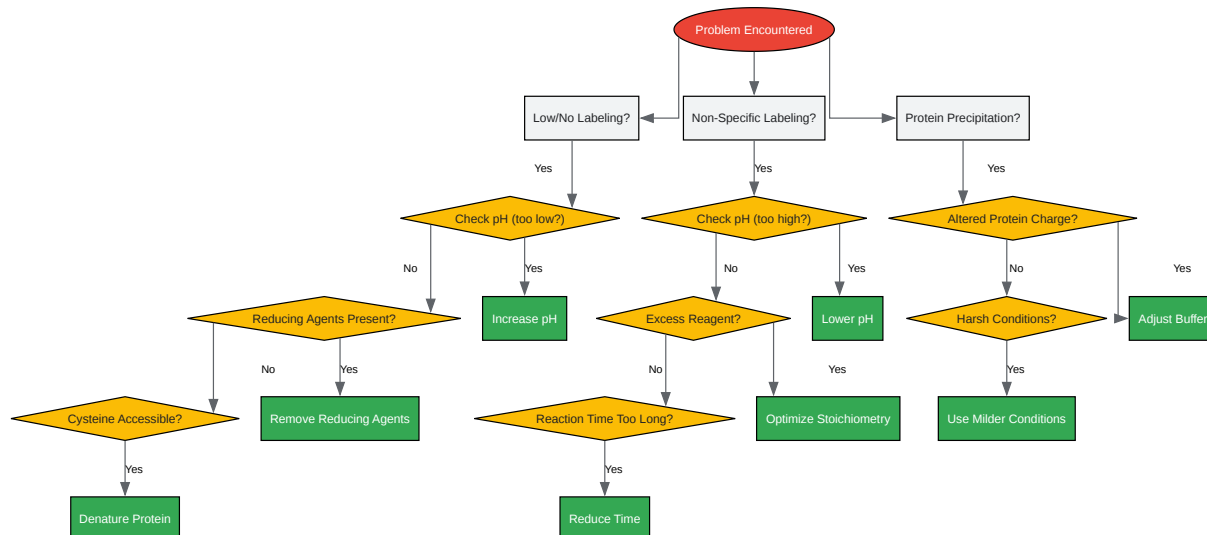 Problem Encountered
Low/No Labeling?
Non-Specific Labeling?
Protein Precipitation?
Yes
Yes
Yes
Check pH (too low?)
Check pH (too high?)
Altered Protein Charge?
No
Yes
No
Yes
No
Yes
Reducing Agents Present?
Increase pH
Excess Reagent?
Lower pH
Harsh Conditions?
Adjust Buffer
No
Yes
No
Yes
Yes
Cysteine Accessible?
Remove Reducing Agents
Reaction Time Too Long?
Optimize Stoichiometry
Use Milder Conditions
Yes
Yes
Denature Protein
Reduce Time